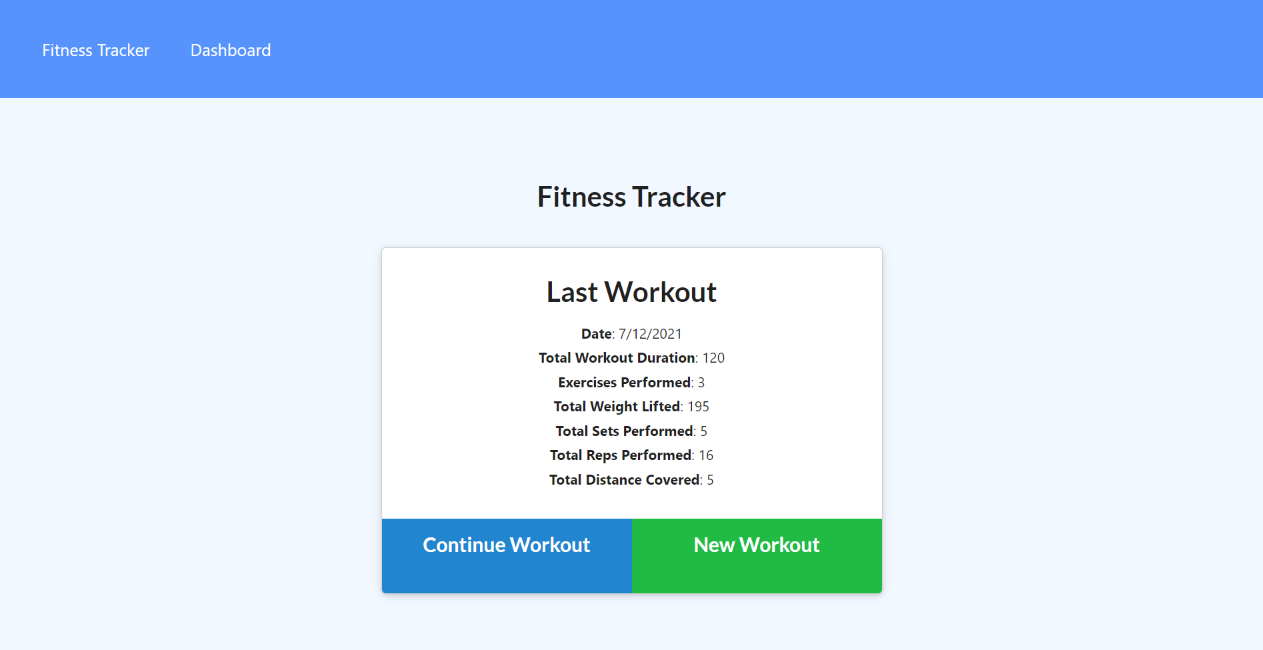 Fitness Tracker Dashboard
Fitness Tracker
Last Workout
Date: 7/12/2021
Total Workout Duration: 120
Exercises Performed: 3
Total Weight Lifted: 195
Total Sets Performed: 5
Total Reps Performed: 16
Total Distance Covered: 5
Continue Workout New Workout